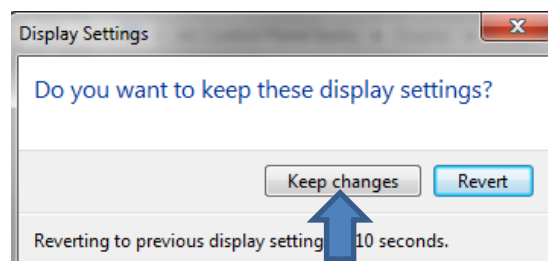 Display Settings
Do you want to keep these display settings?
Keep changes Revert
Reverting to previous display setting 10 seconds.